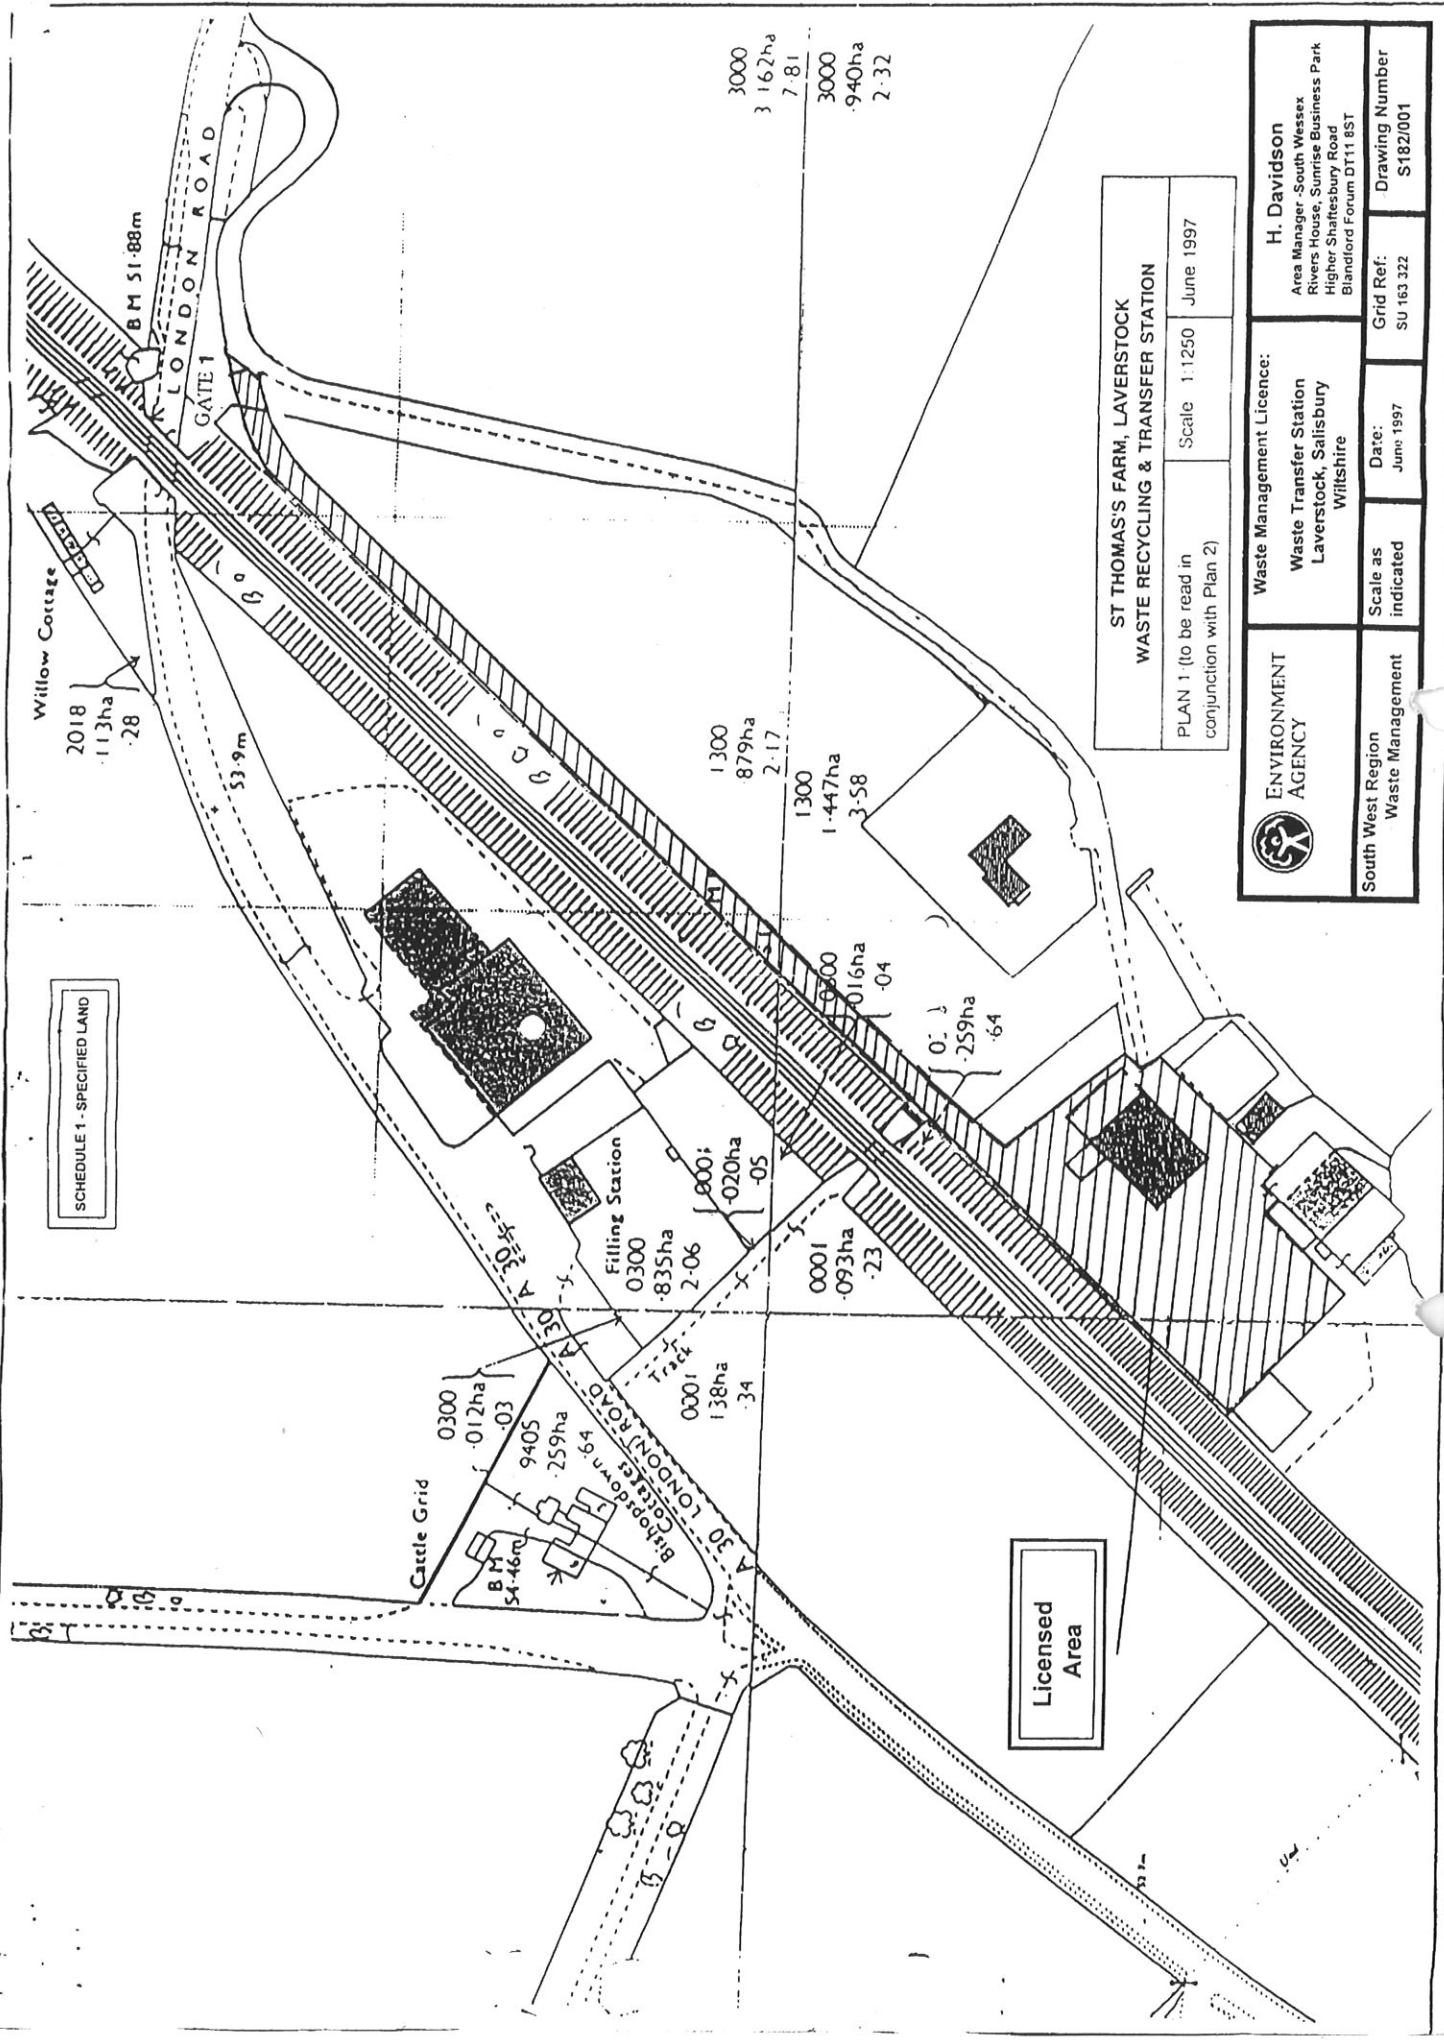 SCHEDULE 1 - SPECIFIED LAND
Willow Cottage
2018
·113ha
·28
53·9m
B M 51·88m
LONDON ROAD
GATE 1
3000
3 162ha
7·81
3000
·940ha
2·32
1300
·879ha
2·17
1300
1·447ha
3·58
016ha
·04
·259ha
·64
Filling Station
0300
·835ha
2·06
·020ha
·05
0001
·093ha
·23
Track
0001
138ha
·34
0300
·012ha
·03
9405
·259ha
·64
Bishopsdown
Cottages
Cattle Grid
B M
54·46m
A 30
A 30
LONDON ROAD
A 30
Licensed
Area
ST THOMAS'S FARM, LAVERSTOCK
WASTE RECYCLING & TRANSFER STATION
PLAN 1 (to be read in
conjunction with Plan 2)
Scale 1:1250
June 1997
ENVIRONMENT
AGENCY
Waste Management Licence:
Waste Transfer Station
Laverstock, Salisbury
Wiltshire
H. Davidson
Area Manager -South Wessex
Rivers House, Sunrise Business Park
Higher Shaftesbury Road
Blandford Forum DT11 8ST
South West Region
Waste Management
Scale as
indicated
Date:
June 1997
Grid Ref:
SU 163 322
Drawing Number
S182/001